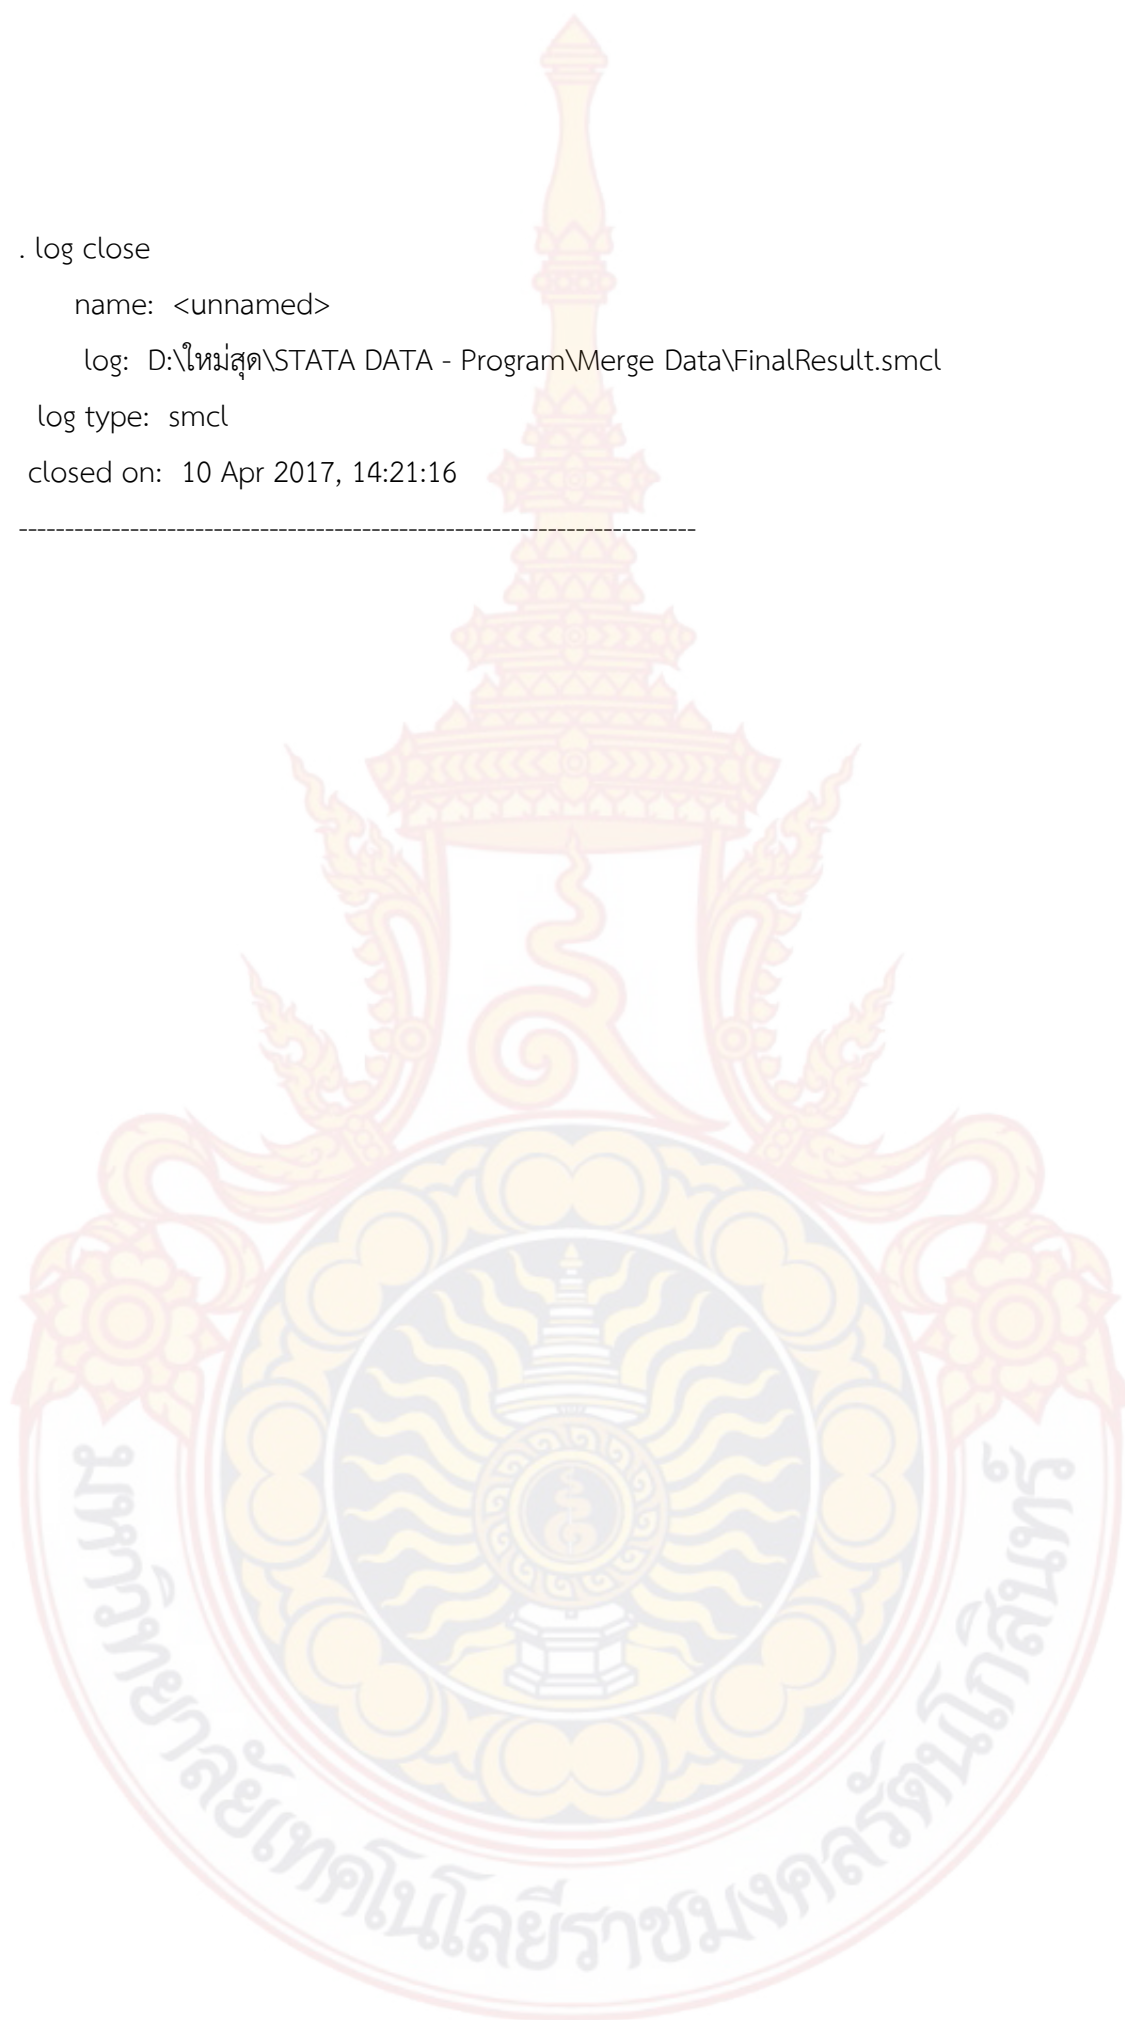 . log close
name: <unnamed>
log: D:\ใหม่สุด\STATA DATA - Program\Merge Data\FinalResult.smcl
log type: smcl
closed on: 10 Apr 2017, 14:21:16
-------------------------------------------------------------------------
มหาวิทยาลัยเทคโนโลยีราชมงคลรัตนโกสินทร์